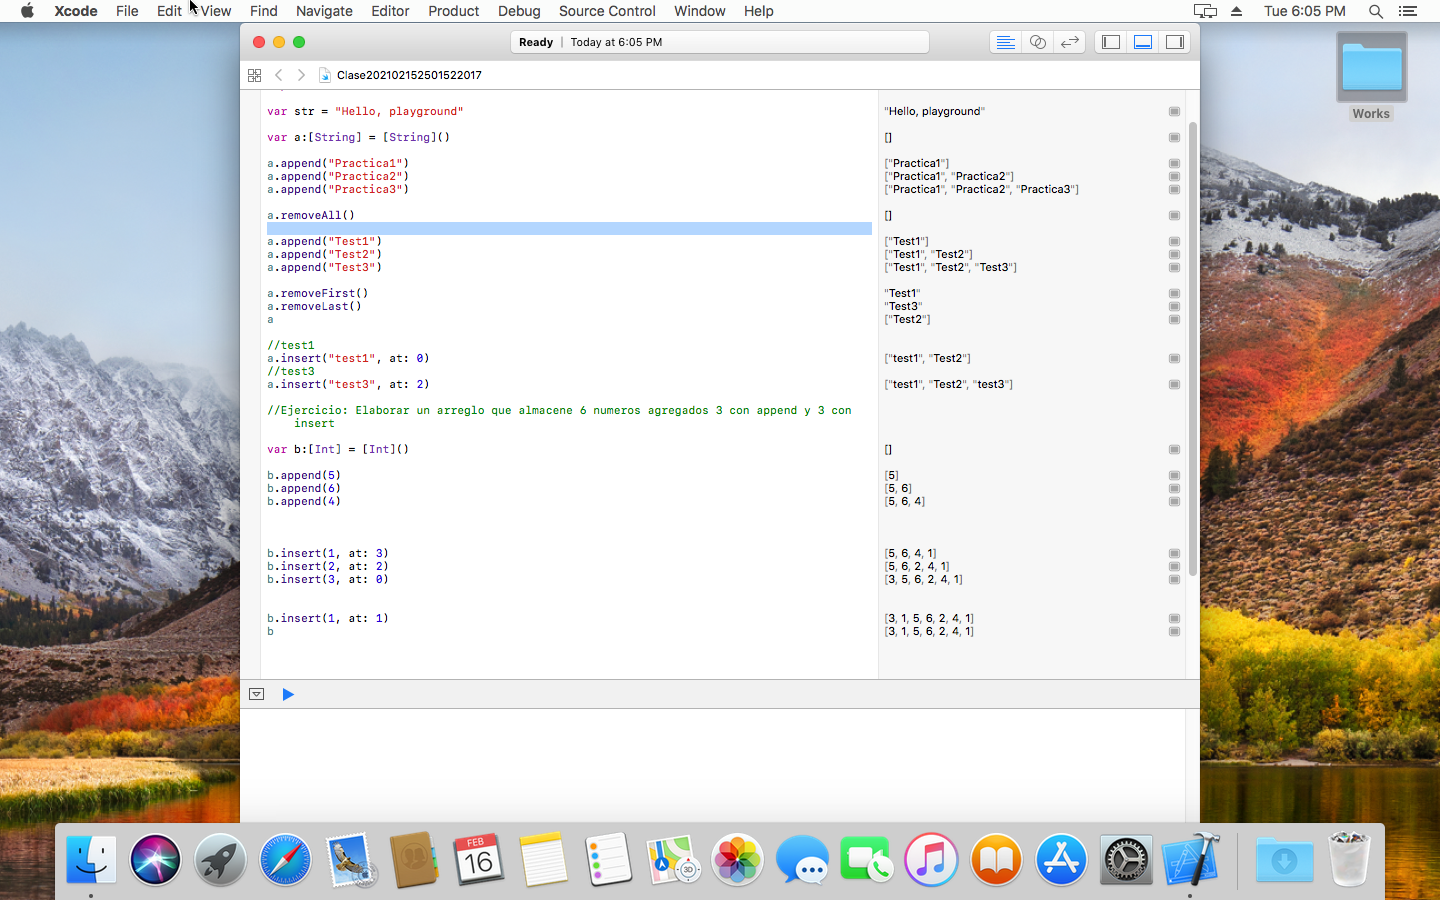 Xcode File Edit View Find Navigate Editor Product Debug Source Control Window Help Tue 6:05 PM
Ready | Today at 6:05 PM
Clase202102152501522017
var str = "Hello, playground" "Hello, playground"
var a:[String] = [String]() []
a.append("Practica1") ["Practica1"]
a.append("Practica2") ["Practica1", "Practica2"]
a.append("Practica3") ["Practica1", "Practica2", "Practica3"]
a.removeAll() []
a.append("Test1") ["Test1"]
a.append("Test2") ["Test1", "Test2"]
a.append("Test3") ["Test1", "Test2", "Test3"]
a.removeFirst() "Test1"
a.removeLast() "Test3"
a ["Test2"]
//test1
a.insert("test1", at: 0) ["test1", "Test2"]
//test3
a.insert("test3", at: 2) ["test1", "Test2", "test3"]
//Ejercicio: Elaborar un arreglo que almacene 6 numeros agregados 3 con append y 3 con
insert
var b:[Int] = [Int]() []
b.append(5) [5]
b.append(6) [5, 6]
b.append(4) [5, 6, 4]
b.insert(1, at: 3) [5, 6, 4, 1]
b.insert(2, at: 2) [5, 6, 2, 4, 1]
b.insert(3, at: 0) [3, 5, 6, 2, 4, 1]
b.insert(1, at: 1) [3, 1, 5, 6, 2, 4, 1]
b [3, 1, 5, 6, 2, 4, 1]
Works
FEB
16
3D